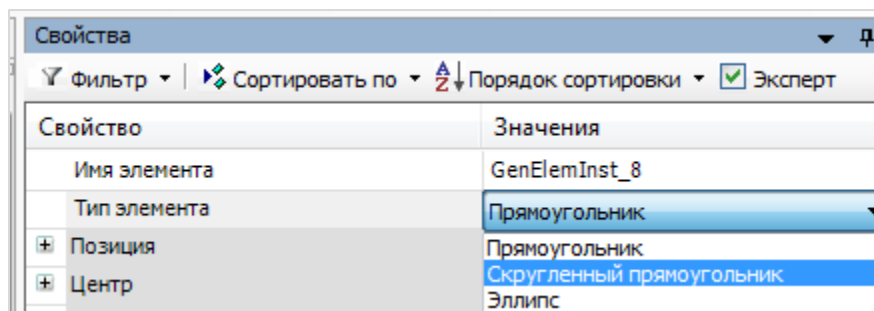 Свойства
Фильтр Сортировать по Порядок сортировки Эксперт
Свойство Значения
Имя элемента GenElemInst_8
Тип элемента Прямоугольник
Позиция Прямоугольник
Скругленный прямоугольник
Центр Эллипс